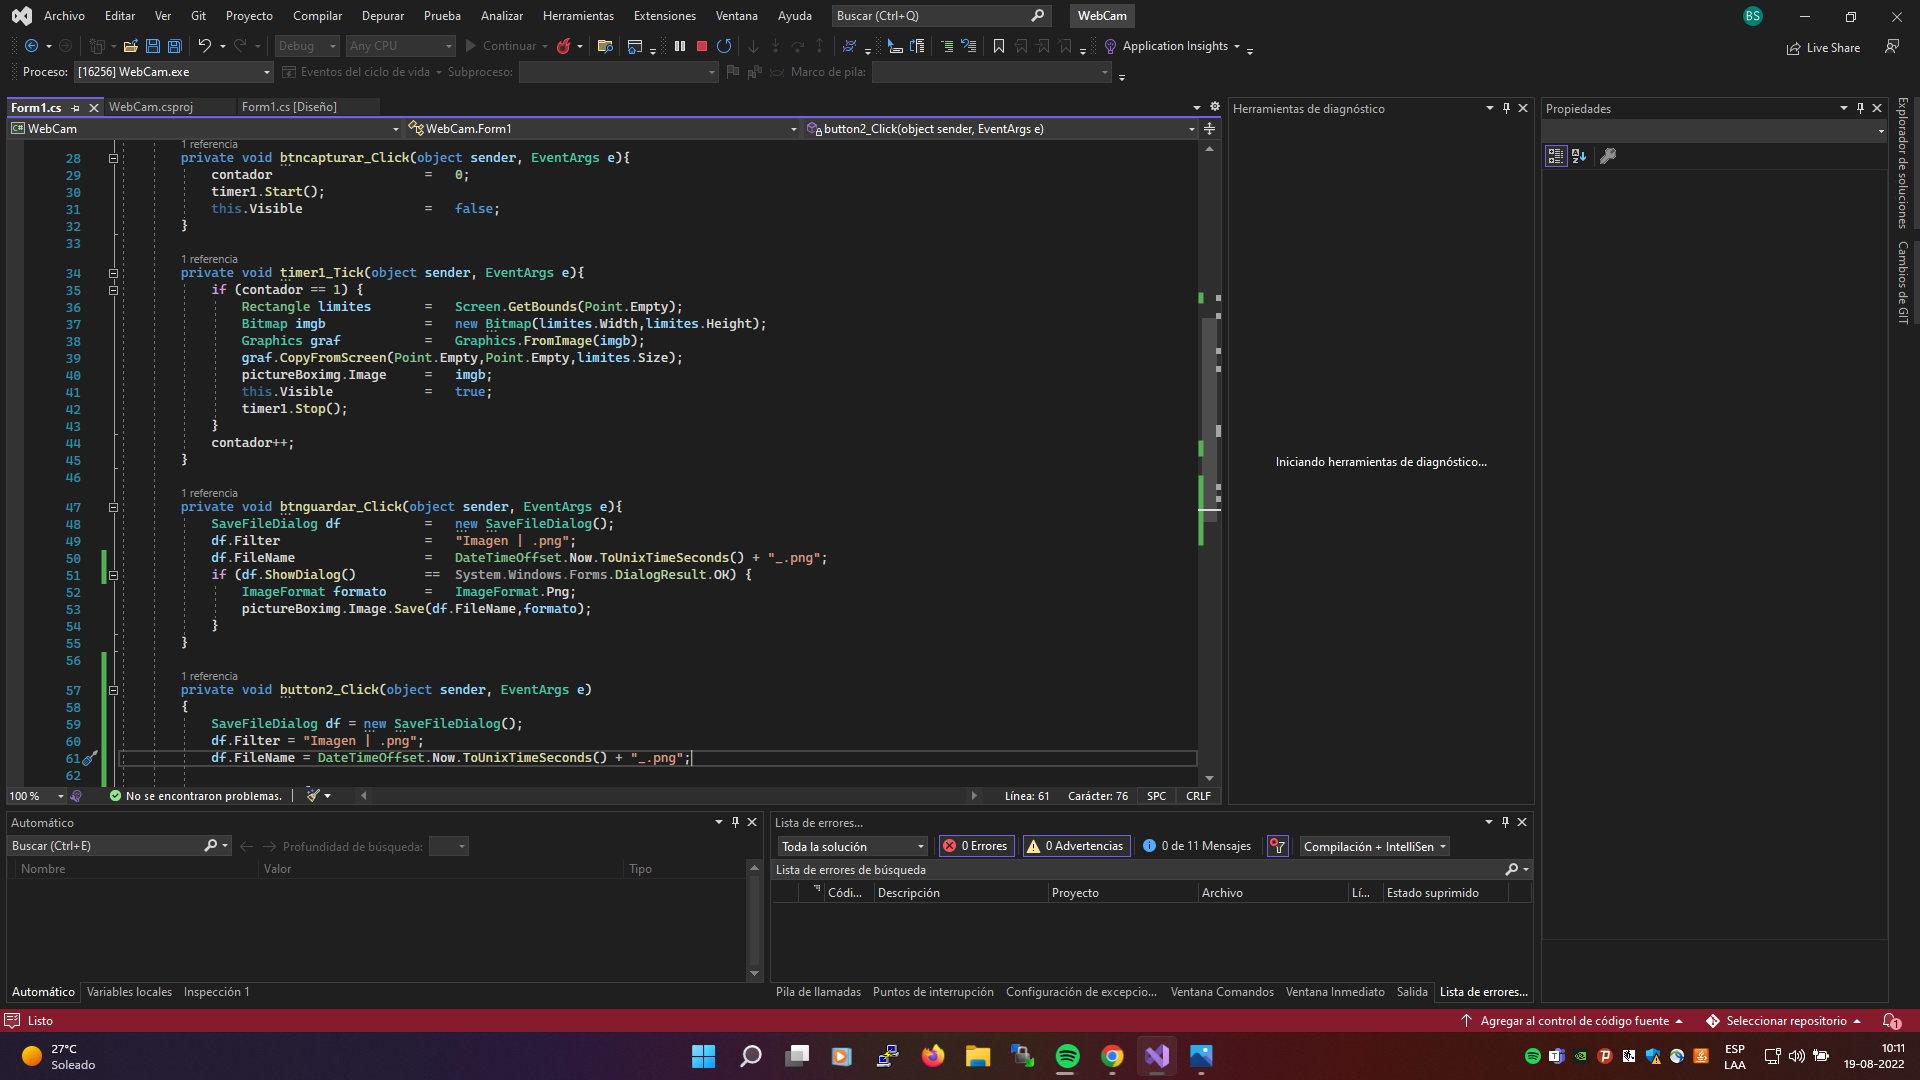 Archivo Editar Ver Git Proyecto Compilar Depurar Prueba Analizar Herramientas Extensiones Ventana Ayuda Buscar (Ctrl+Q) WebCam BS
Debug Any CPU Continuar Application Insights Live Share
Proceso: [16256] WebCam.exe Eventos del ciclo de vida Subproceso: Marco de pila:
Form1.cs WebCam.csproj Form1.cs [Diseño]
WebCam WebCam.Form1 button2_Click(object sender, EventArgs e)
1 referencia
28 private void btncapturar_Click(object sender, EventArgs e){
29 contador = 0;
30 timer1.Start();
31 this.Visible = false;
32 }
33
1 referencia
34 private void timer1_Tick(object sender, EventArgs e){
35 if (contador == 1) {
36 Rectangle limites = Screen.GetBounds(Point.Empty);
37 Bitmap imgb = new Bitmap(limites.Width,limites.Height);
38 Graphics graf = Graphics.FromImage(imgb);
39 graf.CopyFromScreen(Point.Empty,Point.Empty,limites.Size);
40 pictureBoximg.Image = imgb;
41 this.Visible = true;
42 timer1.Stop();
43 }
44 contador++;
45 }
46
1 referencia
47 private void btnguardar_Click(object sender, EventArgs e){
48 SaveFileDialog df = new SaveFileDialog();
49 df.Filter = "Imagen | .png";
50 df.FileName = DateTimeOffset.Now.ToUnixTimeSeconds() + "_.png";
51 if (df.ShowDialog() == System.Windows.Forms.DialogResult.OK) {
52 ImageFormat formato = ImageFormat.Png;
53 pictureBoximg.Image.Save(df.FileName,formato);
54 }
55 }
56
1 referencia
57 private void button2_Click(object sender, EventArgs e)
58 {
59 SaveFileDialog df = new SaveFileDialog();
60 df.Filter = "Imagen | .png";
61 df.FileName = DateTimeOffset.Now.ToUnixTimeSeconds() + "_.png";
62
100 % No se encontraron problemas. Línea: 61 Carácter: 76 SPC CRLF
Herramientas de diagnóstico
Iniciando herramientas de diagnóstico...
Propiedades
Explorador de soluciones
Cambios de GIT
Automático
Buscar (Ctrl+E) Profundidad de búsqueda:
Nombre Valor Tipo
Automático Variables locales Inspección 1
Lista de errores...
Toda la solución 0 Errores 0 Advertencias 0 de 11 Mensajes Compilación + IntelliSen
Lista de errores de búsqueda
Códi... Descripción Proyecto Archivo Lí... Estado suprimido
Pila de llamadas Puntos de interrupción Configuración de excepcio... Ventana Comandos Ventana Inmediato Salida Lista de errores...
Listo Agregar al control de código fuente Seleccionar repositorio 1
27°C
Soleado
ESP
LAA
10:11
19-08-2022